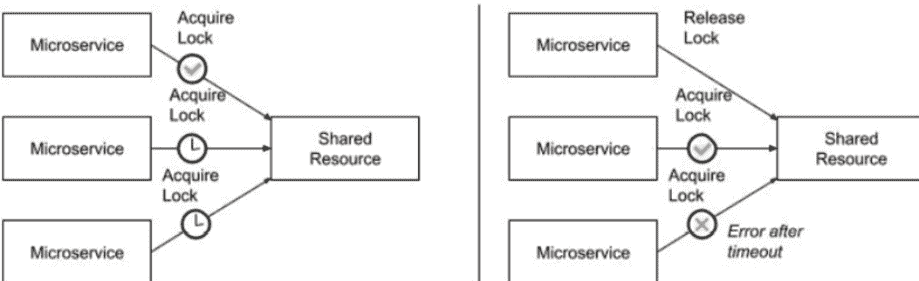 Acquire
Lock
Microservice
Acquire
Lock
Microservice
Shared
Resource
Acquire
Lock
Microservice
Release
Lock
Microservice
Acquire
Lock
Microservice
Shared
Resource
Acquire
Lock
Error after
timeout
Microservice